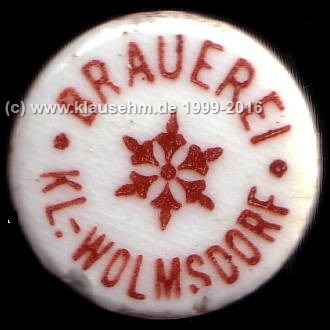 BRAUEREI
(c) www.klausehm.de 1999-2016
• KL.-WOLMSDORF •